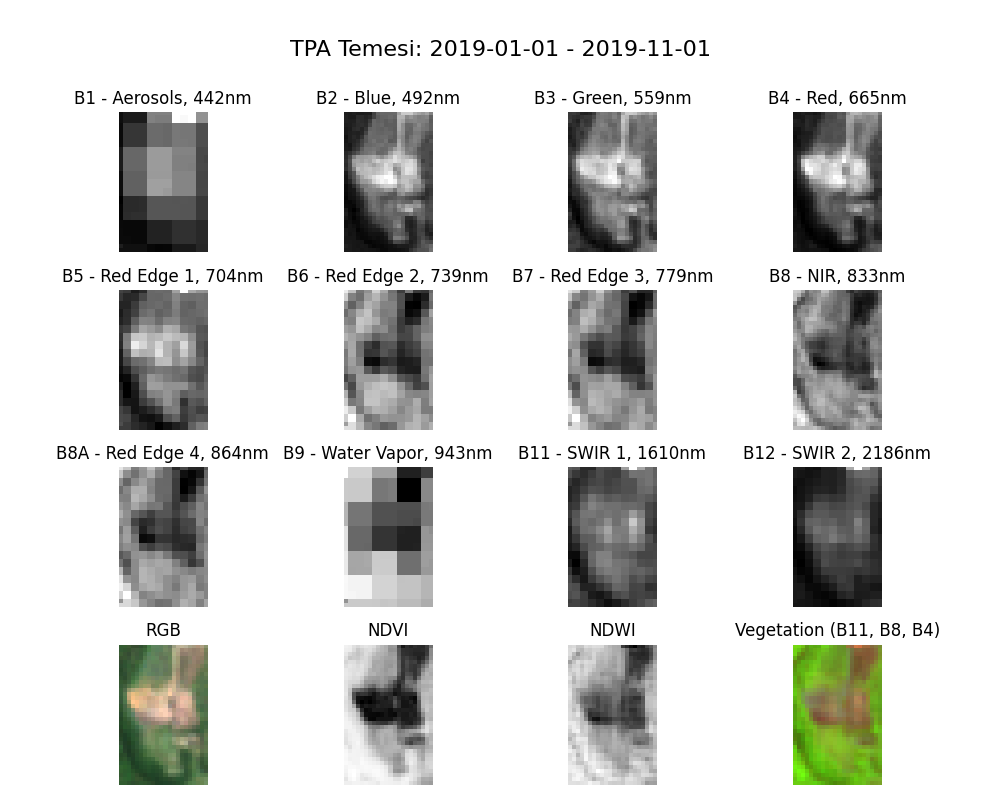 TPA Temesi: 2019-01-01 - 2019-11-01
B1 - Aerosols, 442nm
B2 - Blue, 492nm
B3 - Green, 559nm
B4 - Red, 665nm
B5 - Red Edge 1, 704nm
B6 - Red Edge 2, 739nm
B7 - Red Edge 3, 779nm
B8 - NIR, 833nm
B8A - Red Edge 4, 864nm
B9 - Water Vapor, 943nm
B11 - SWIR 1, 1610nm
B12 - SWIR 2, 2186nm
RGB
NDVI
NDWI
Vegetation (B11, B8, B4)